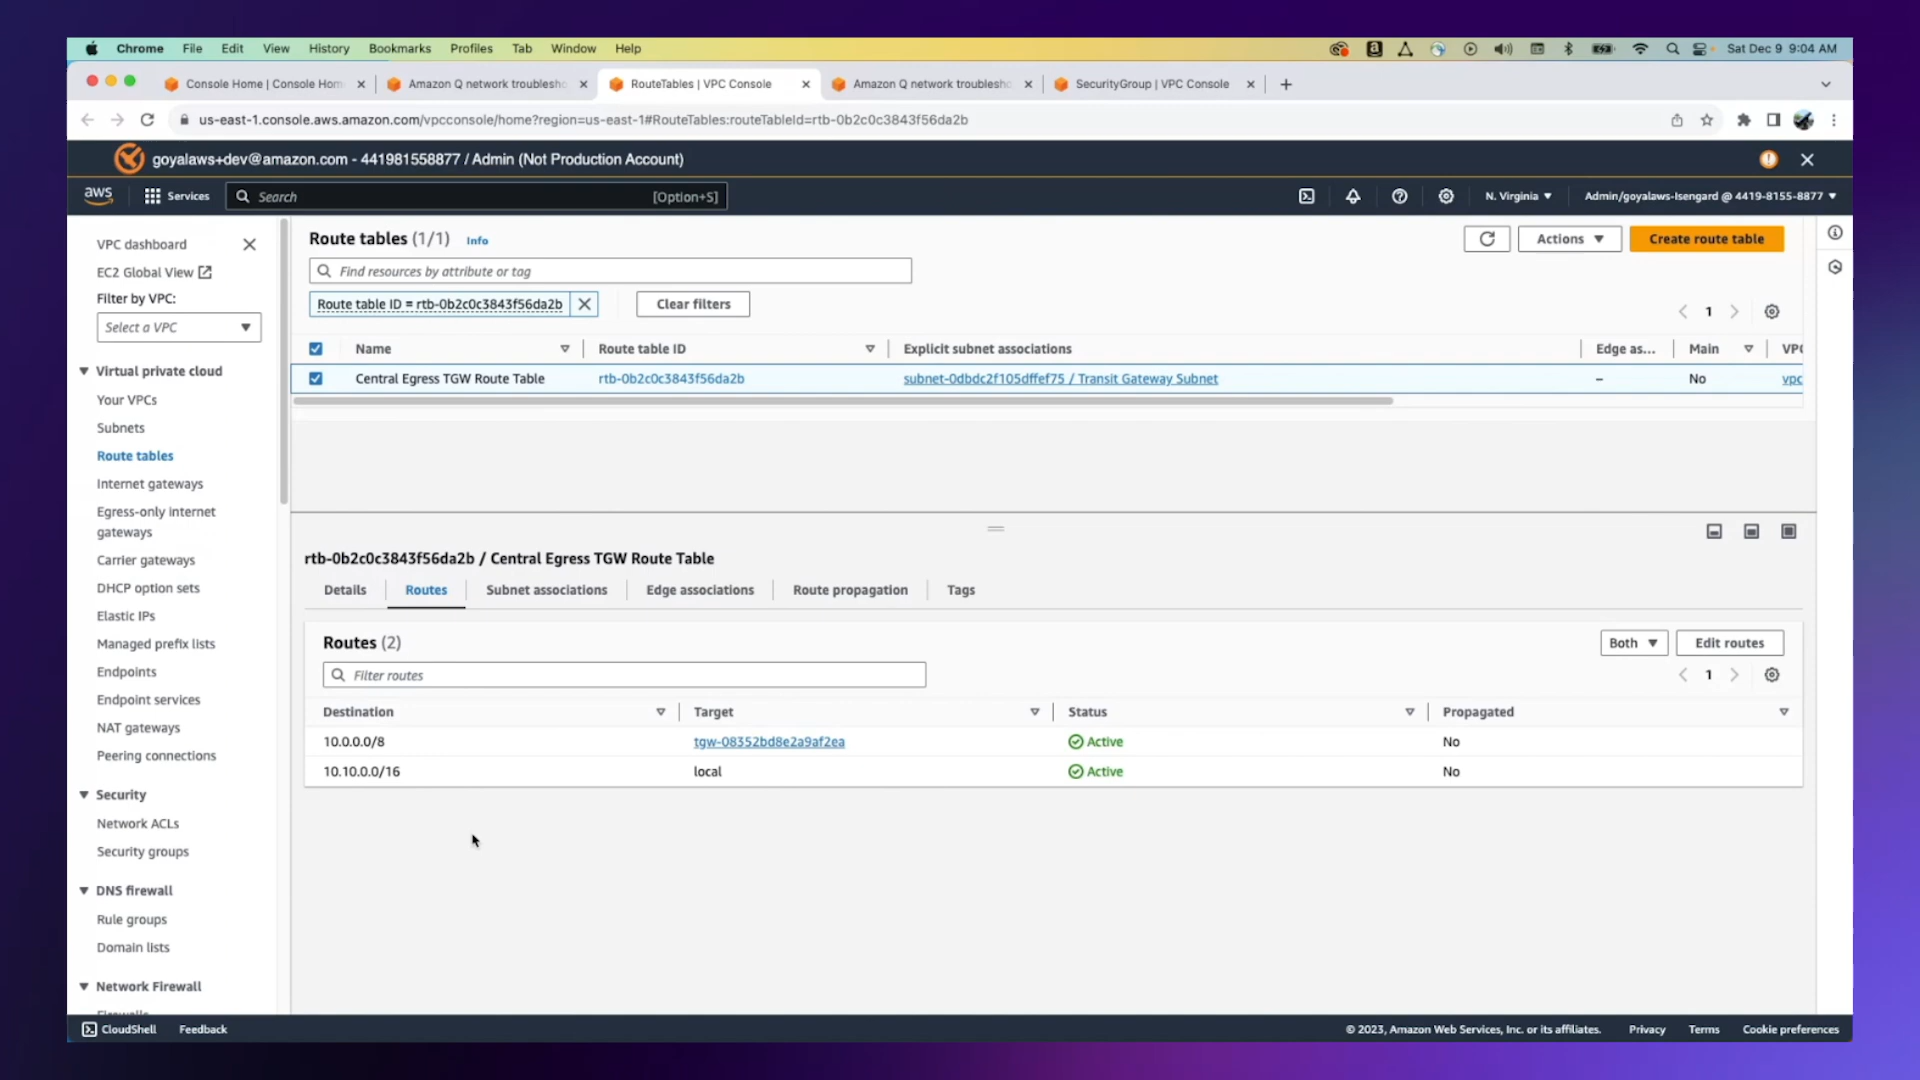 Chrome File Edit View History Bookmarks Profiles Tab Window Help Sat Dec 9 9:04 AM
Console Home | Console Hom Amazon Q network troublesho RouteTables | VPC Console Amazon Q network troublesho SecurityGroup | VPC Console
us-east-1.console.aws.amazon.com/vpcconsole/home?region=us-east-1#RouteTables:routeTableId=rtb-0b2c0c3843f56da2b
goyalaws+dev@amazon.com - 441981558877 / Admin (Not Production Account)
aws Services Search [Option+S] N. Virginia Admin/goyalaws-Isengard @ 4419-8155-8877
VPC dashboard
EC2 Global View
Filter by VPC:
Select a VPC
Virtual private cloud
Your VPCs
Subnets
Route tables
Internet gateways
Egress-only internet
gateways
Carrier gateways
DHCP option sets
Elastic IPs
Managed prefix lists
Endpoints
Endpoint services
NAT gateways
Peering connections
Security
Network ACLs
Security groups
DNS firewall
Rule groups
Domain lists
Network Firewall
Route tables (1/1) Info
Actions Create route table
Find resources by attribute or tag
Route table ID = rtb-0b2c0c3843f56da2b Clear filters
1
Name Route table ID Explicit subnet associations Edge as... Main VPC
Central Egress TGW Route Table rtb-0b2c0c3843f56da2b subnet-0dbdc2f105dffef75 / Transit Gateway Subnet – No vpc
rtb-0b2c0c3843f56da2b / Central Egress TGW Route Table
Details Routes Subnet associations Edge associations Route propagation Tags
Routes (2) Both Edit routes
Filter routes 1
Destination Target Status Propagated
10.0.0.0/8 tgw-08352bd8e2a9af2ea Active No
10.10.0.0/16 local Active No
CloudShell Feedback © 2023, Amazon Web Services, Inc. or its affiliates. Privacy Terms Cookie preferences